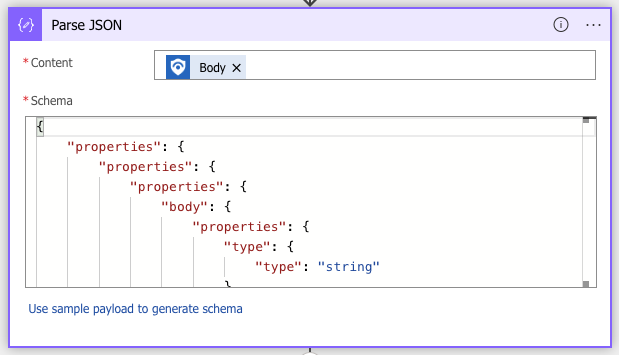 Parse JSON
* Content
Body ×
* Schema
{
"properties": {
"properties": {
"properties": {
"body": {
"properties": {
"type": {
"type": "string"
}
Use sample payload to generate schema